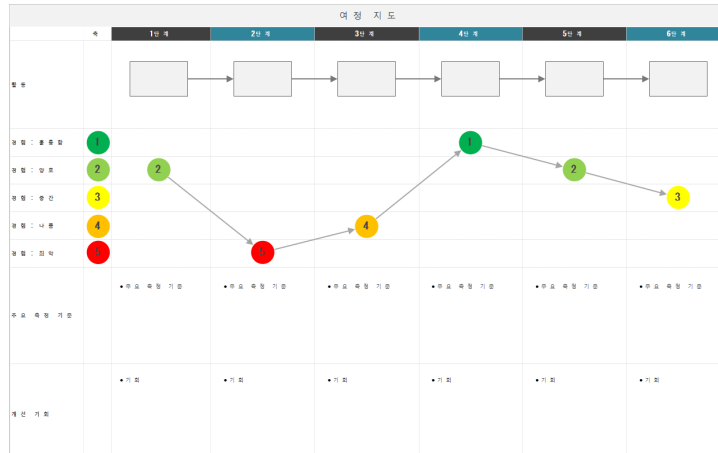 여정 지도
축 1단계 2단계 3단계 4단계 5단계 6단계
활동
경험: 훌륭함 1 1
경험: 양호 2 2 2
경험: 중간 3 3
경험: 나쁨 4 4
경험: 최악 5 5
•주요 측정 기준 •주요 측정 기준 •주요 측정 기준 •주요 측정 기준 •주요 측정 기준 •주요 측정 기준
주요 측정 기준
•기회 •기회 •기회 •기회 •기회 •기회
개선 기회